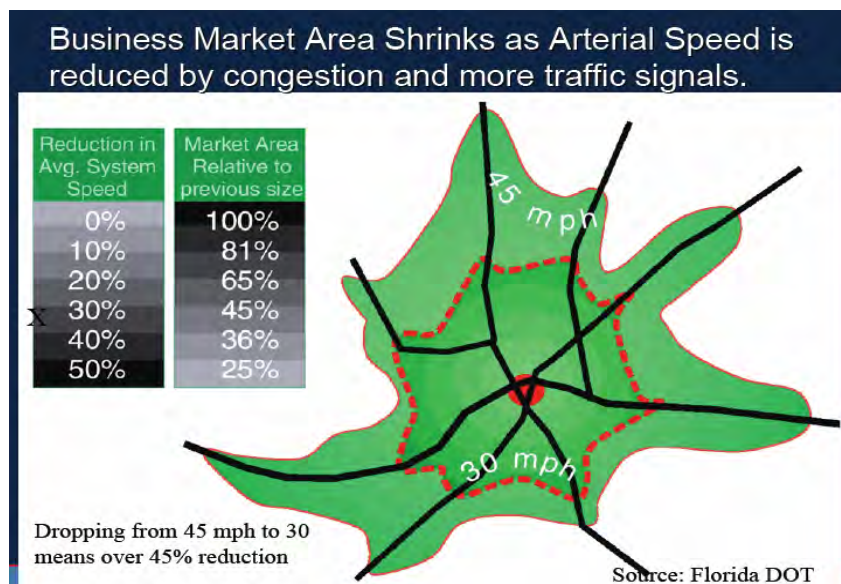 Business Market Area Shrinks as Arterial Speed is
reduced by congestion and more traffic signals.
Reduction in
Avg. System
Speed
0%
10%
20%
30%
40%
50%
X
Market Area
Relative to
previous size
100%
81%
65%
45%
36%
25%
45 mph
30 mph
Dropping from 45 mph to 30
means over 45% reduction
Source: Florida DOT